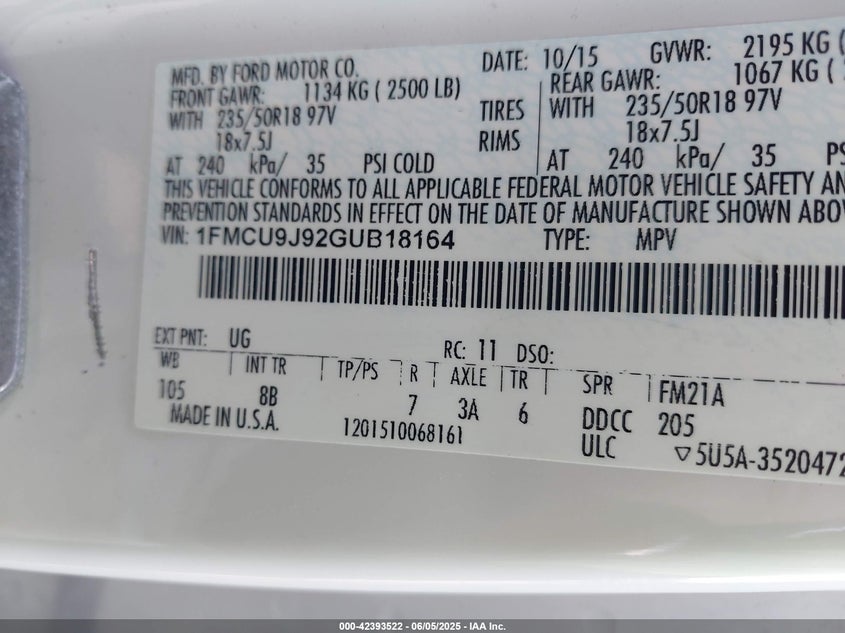 MFD. BY FORD MOTOR CO.
DATE: 10/15 GVWR: 2195 KG (
FRONT GAWR: 1134 KG ( 2500 LB) REAR GAWR: 1067 KG (
WITH 235/50R18 97V TIRES WITH 235/50R18 97V
18x7.5J RIMS 18x7.5J
AT 240 kPa/ 35 PSI COLD AT 240 kPa/ 35 PS
THIS VEHICLE CONFORMS TO ALL APPLICABLE FEDERAL MOTOR VEHICLE SAFETY AN
PREVENTION STANDARDS IN EFFECT ON THE DATE OF MANUFACTURE SHOWN ABOV
VIN: 1FMCU9J92GUB18164 TYPE: MPV
EXT PNT: UG RC: 11 DSO:
WB INT TR TP/PS R AXLE TR SPR FM21A
105 8B 7 3A 6 DDCC 205
MADE IN U.S.A. 1201510068161 ULC ▽5U5A-3520472
000-42393522 | 06/05/2025 - IAA Inc.